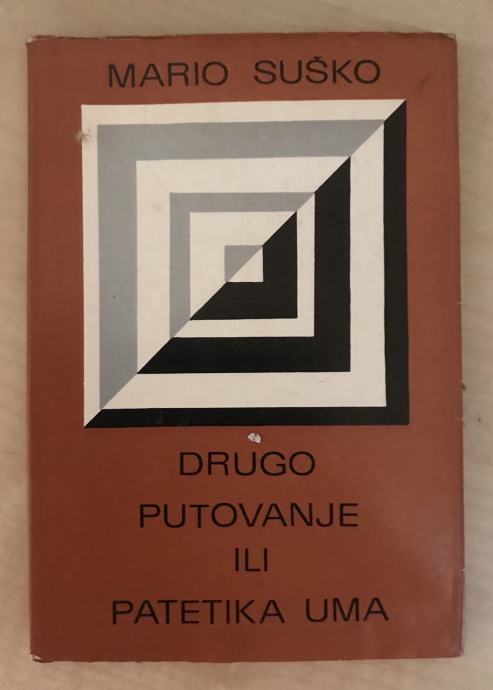 MARIO SUŠKO
DRUGO
PUTOVANJE
ILI
PATETIKA UMA